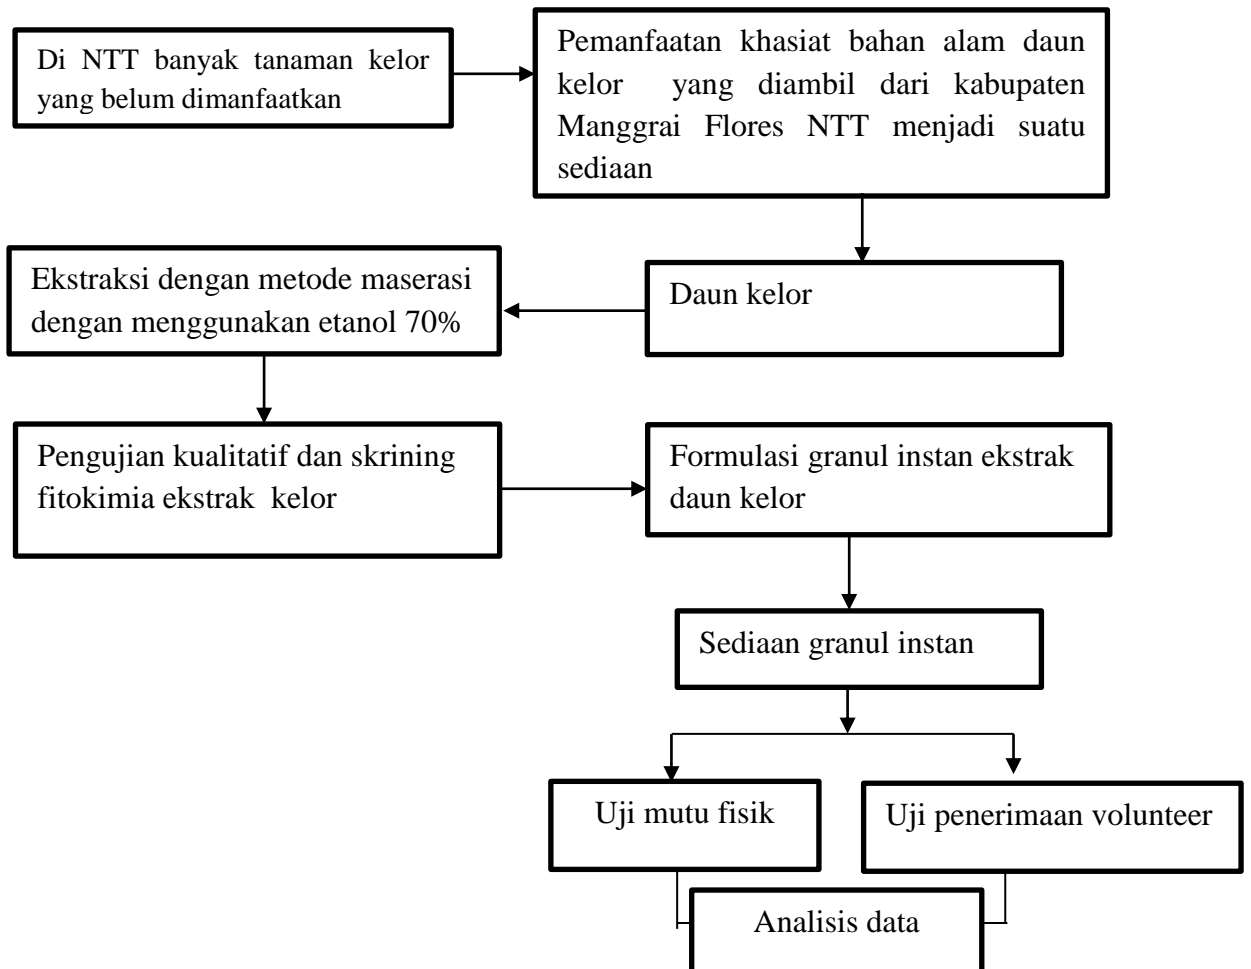 Di NTT banyak tanaman kelor
yang belum dimanfaatkan
Pemanfaatan khasiat bahan alam daun
kelor yang diambil dari kabupaten
Manggrai Flores NTT menjadi suatu
sediaan
Daun kelor
Ekstraksi dengan metode maserasi
dengan menggunakan etanol 70%
Pengujian kualitatif dan skrining
fitokimia ekstrak kelor
Formulasi granul instan ekstrak
daun kelor
Sediaan granul instan
Uji mutu fisik
Uji penerimaan volunteer
Analisis data